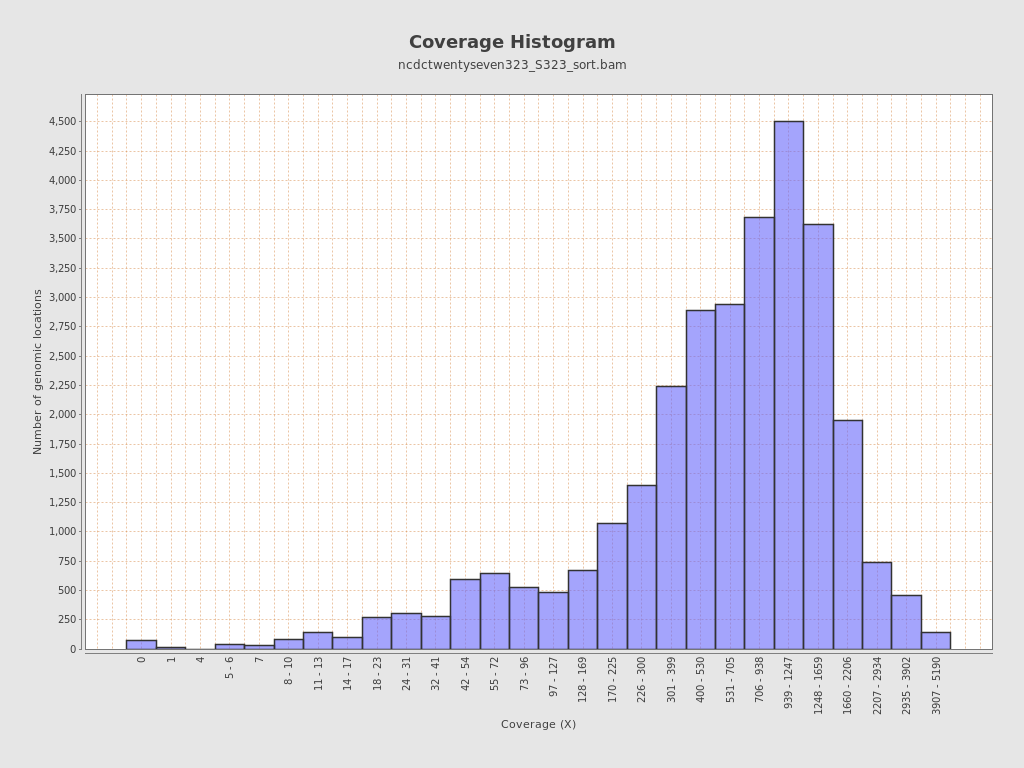 Coverage Histogram
ncdctwentyseven323_S323_sort.bam
Number of genomic locations
4,500
4,250
4,000
3,750
3,500
3,250
3,000
2,750
2,500
2,250
2,000
1,750
1,500
1,250
1,000
750
500
250
0
0
1
4
5 - 6
7
8 - 10
11 - 13
14 - 17
18 - 23
24 - 31
32 - 41
42 - 54
55 - 72
73 - 96
97 - 127
128 - 169
170 - 225
226 - 300
301 - 399
400 - 530
531 - 705
706 - 938
939 - 1247
1248 - 1659
1660 - 2206
2207 - 2934
2935 - 3902
3907 - 5190
Coverage (X)